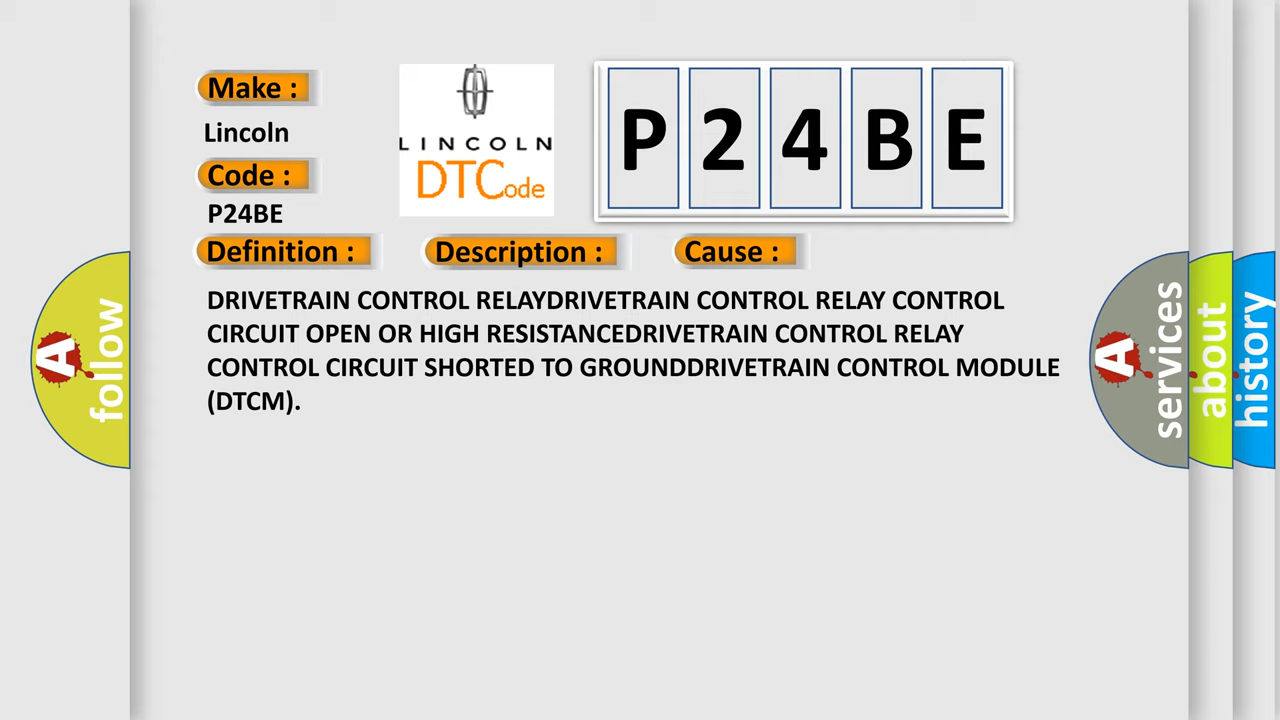 Make :
Lincoln
Code :
P24BE
LINCOLN
DTCode
P 2 4 B E
Definition :
Description :
Cause :
DRIVETRAIN CONTROL RELAYDRIVETRAIN CONTROL RELAY CONTROL
CIRCUIT OPEN OR HIGH RESISTANCEDRIVETRAIN CONTROL RELAY
CONTROL CIRCUIT SHORTED TO GROUNDDRIVETRAIN CONTROL MODULE
(DTCM).
A follow
A services
about
history